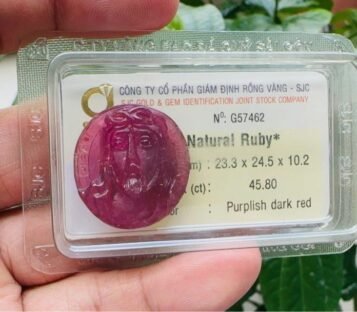 CÔNG TY CỔ PHẦN GIÁM ĐỊNH RỒNG VÀNG - SJC
SJC GOLD & GEM IDENTIFICATION JOINT STOCK COMPANY
Nº: G57462
Natural Ruby*
m) : 23.3 x 24.5 x 10.2
(ct) : 45.80
or : Purplish dark red